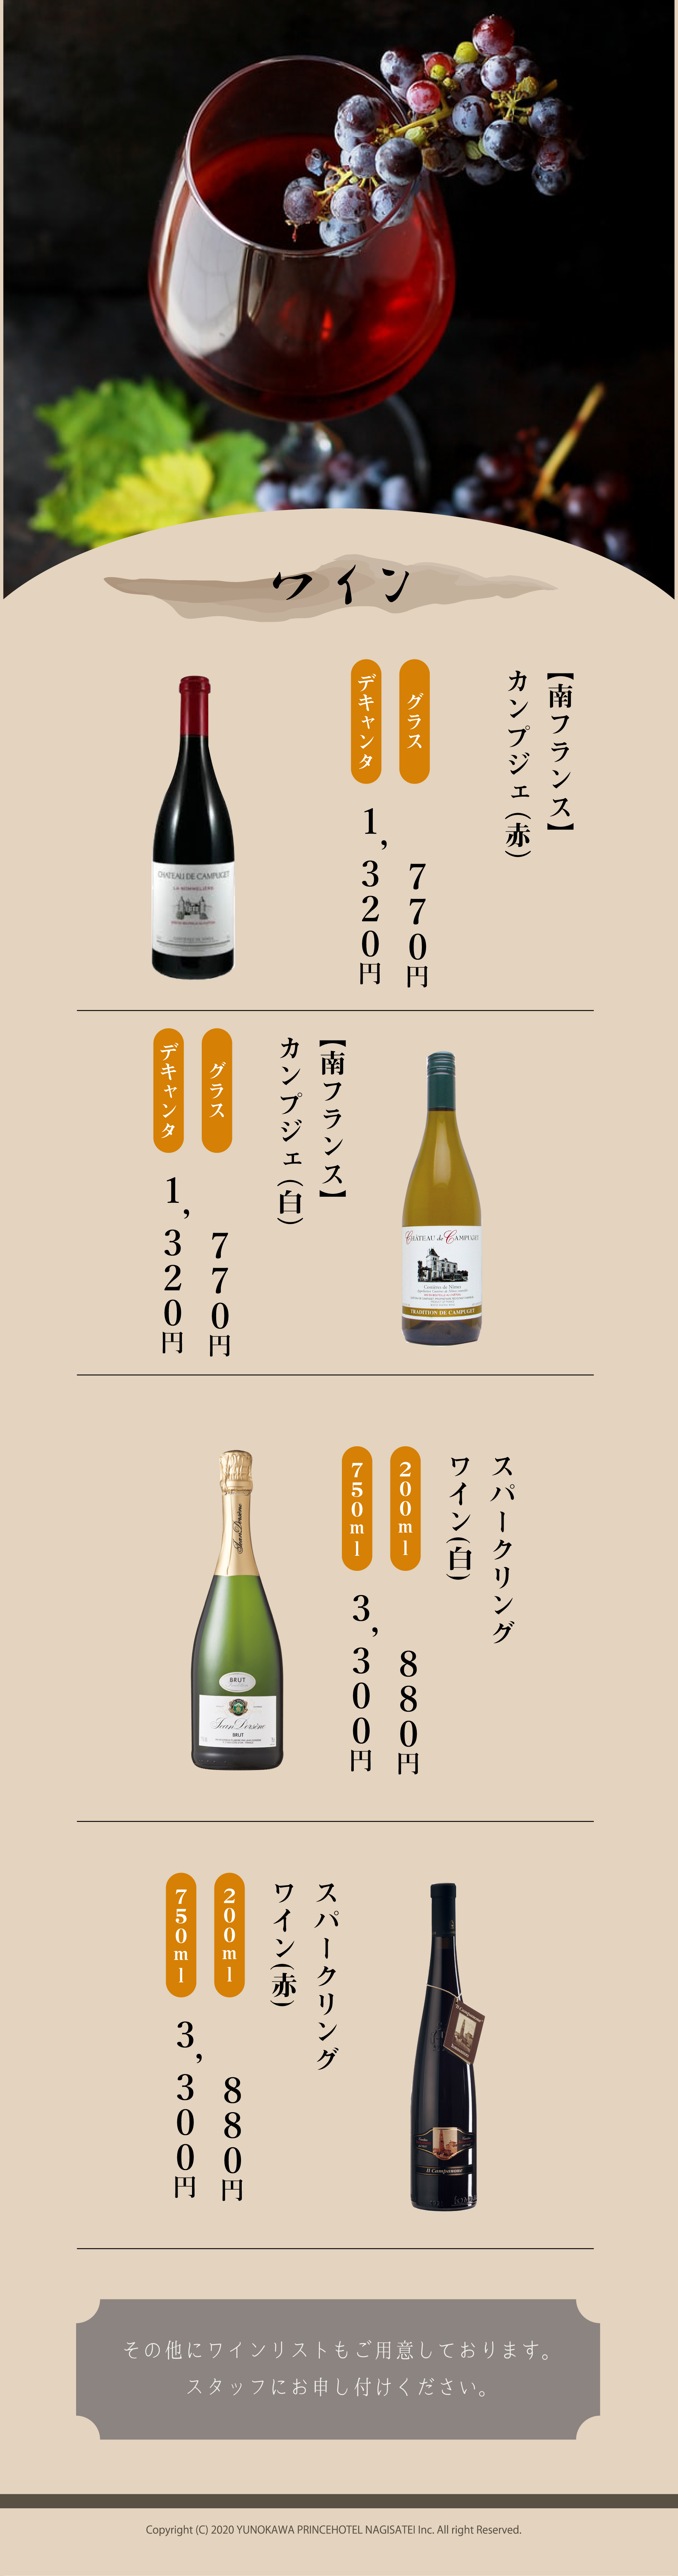 ワイン
【南フランス】
カンプジェ(赤)
グラス
770円
デキャンタ
1,320円
CHATEAU DE CAMPUGET
LA SOMMELIÈRE
【南フランス】
カンプジェ(白)
グラス
770円
デキャンタ
1,320円
CHÂTEAU de CAMPUGET
Costières de Nîmes
TRADITION DE CAMPUGET
スパークリング
ワイン(白)
200ml
880円
750ml
3,300円
BRUT
Jean Dorsène
BRUT
スパークリング
ワイン(赤)
200ml
880円
750ml
3,300円
Il Campanone
その他にワインリストもご用意しております。
スタッフにお申し付けください。
Copyright (C) 2020 YUNOKAWA PRINCEHOTEL NAGISATEI Inc. All right Reserved.